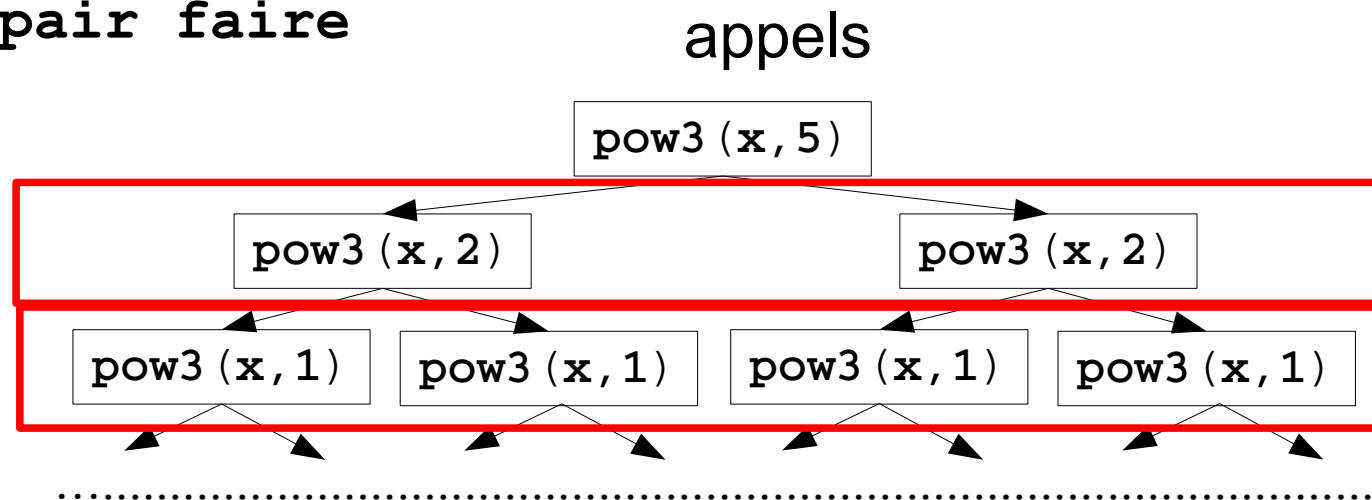 pair faire
appels
pow3(x,5)
pow3(x,2) pow3(x,2)
pow3(x,1) pow3(x,1) pow3(x,1) pow3(x,1)